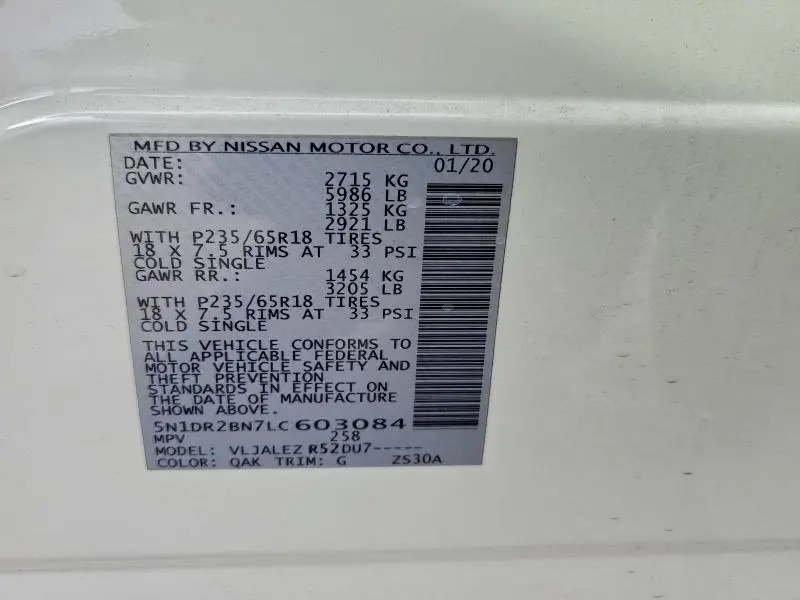 MFD BY NISSAN MOTOR CO., LTD.
DATE: 01/20
GVWR: 2715 KG
5986 LB
GAWR FR.: 1325 KG
2921 LB
WITH P235/65R18 TIRES
18 X 7.5 RIMS AT 33 PSI
COLD SINGLE
GAWR RR.: 1454 KG
3205 LB
WITH P235/65R18 TIRES
18 X 7.5 RIMS AT 33 PSI
COLD SINGLE
THIS VEHICLE CONFORMS TO
ALL APPLICABLE FEDERAL
MOTOR VEHICLE SAFETY AND
THEFT PREVENTION
STANDARDS IN EFFECT ON
THE DATE OF MANUFACTURE
SHOWN ABOVE.
5N1DR2BN7LC603084
MPV 258
MODEL: VLJALEZ R52DU7-----
COLOR: QAK TRIM: G ZS30A